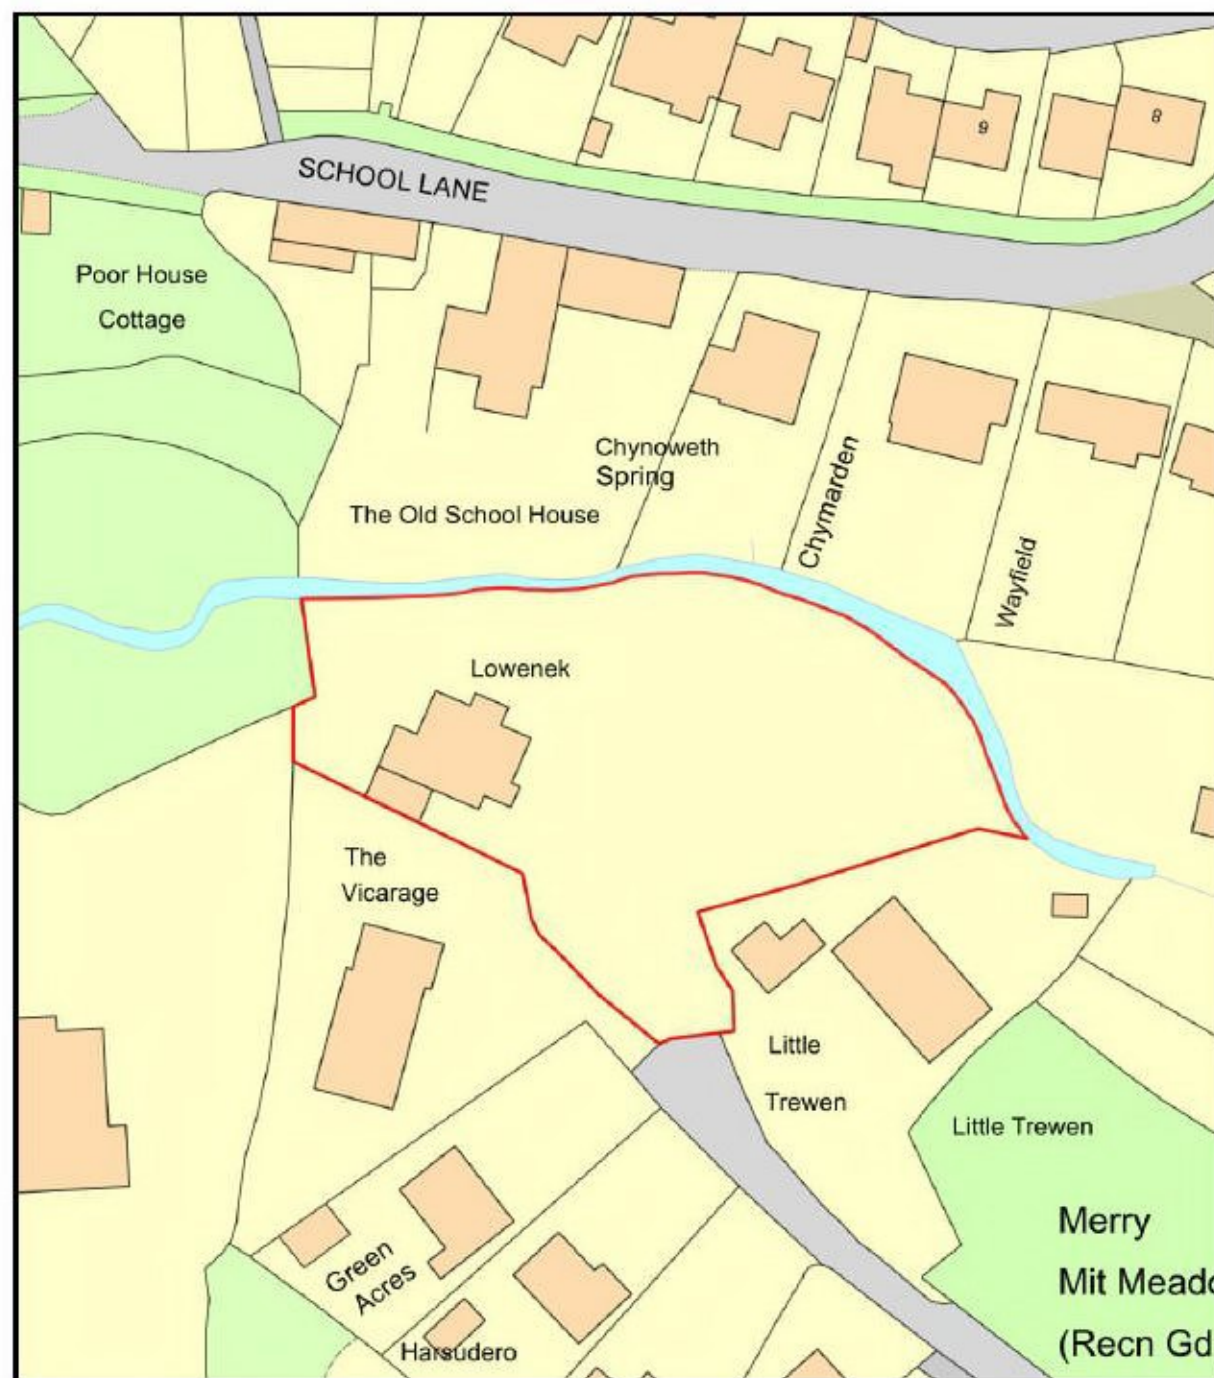 9
8
SCHOOL LANE
Poor House
Cottage
Chynoweth
Spring
Chymarden
The Old School House
Wayfield
Lowenek
The
Vicarage
Little
Trewen
Little Trewen
Merry
Mit Meado
(Recn Gd
Green
Acres
Harsudero